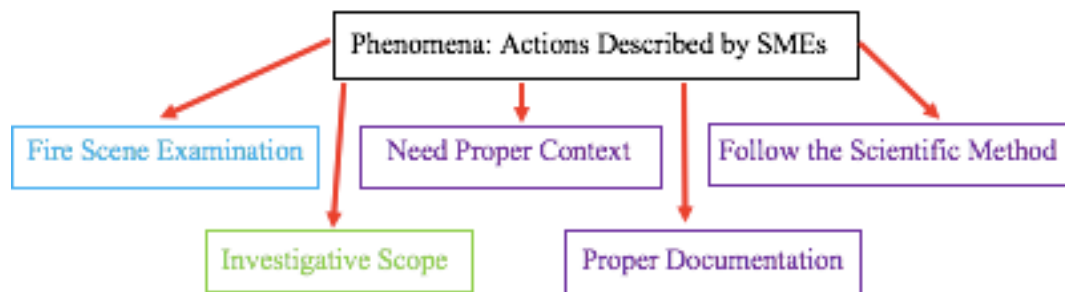 Phenomena: Actions Described by SMEs
Fire Scene Examination
Need Proper Context
Follow the Scientific Method
Investigative Scope
Proper Documentation